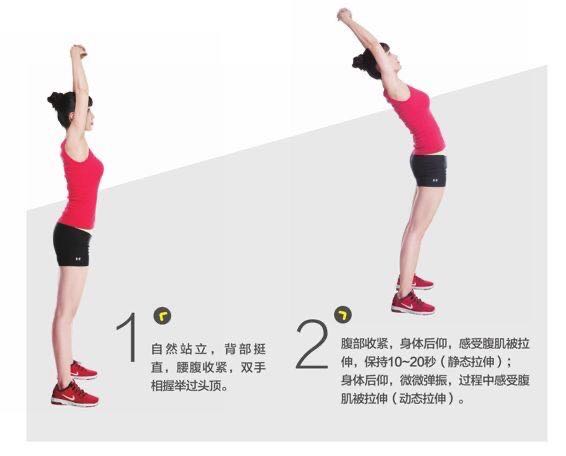 1
自然站立，背部挺
直，腰腹收紧，双手
相握举过头顶。
2
腹部收紧，身体后仰，感受腹肌被拉
伸，保持10~20秒（静态拉伸）；
身体后仰，微微弹振，过程中感受腹
肌被拉伸（动态拉伸）。